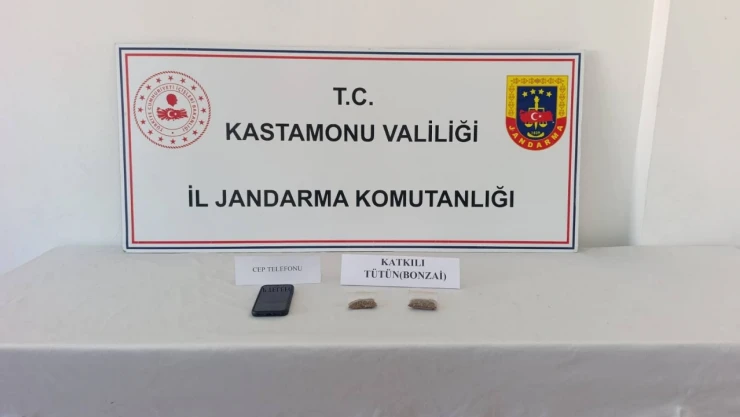 T.C.
KASTAMONU VALİLİĞİ
İL JANDARMA KOMUTANLIĞI
JANDARMA
CEP TELEFONU
KATKILI
TÜTÜN(BONZAİ)